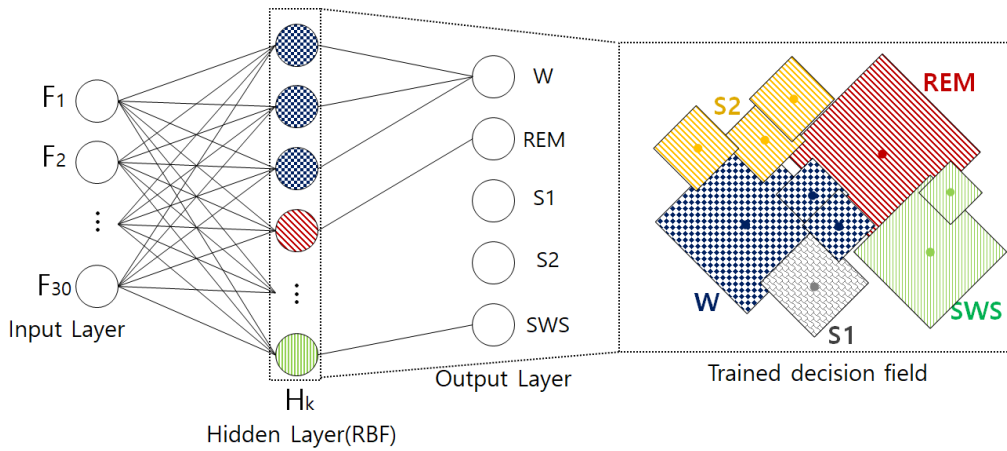 F1
F2
⋮
F30
Input Layer
...
Hk
Hidden Layer(RBF)
W
REM
S1
S2
SWS
Output Layer
S2
REM
W
S1
SWS
Trained decision field